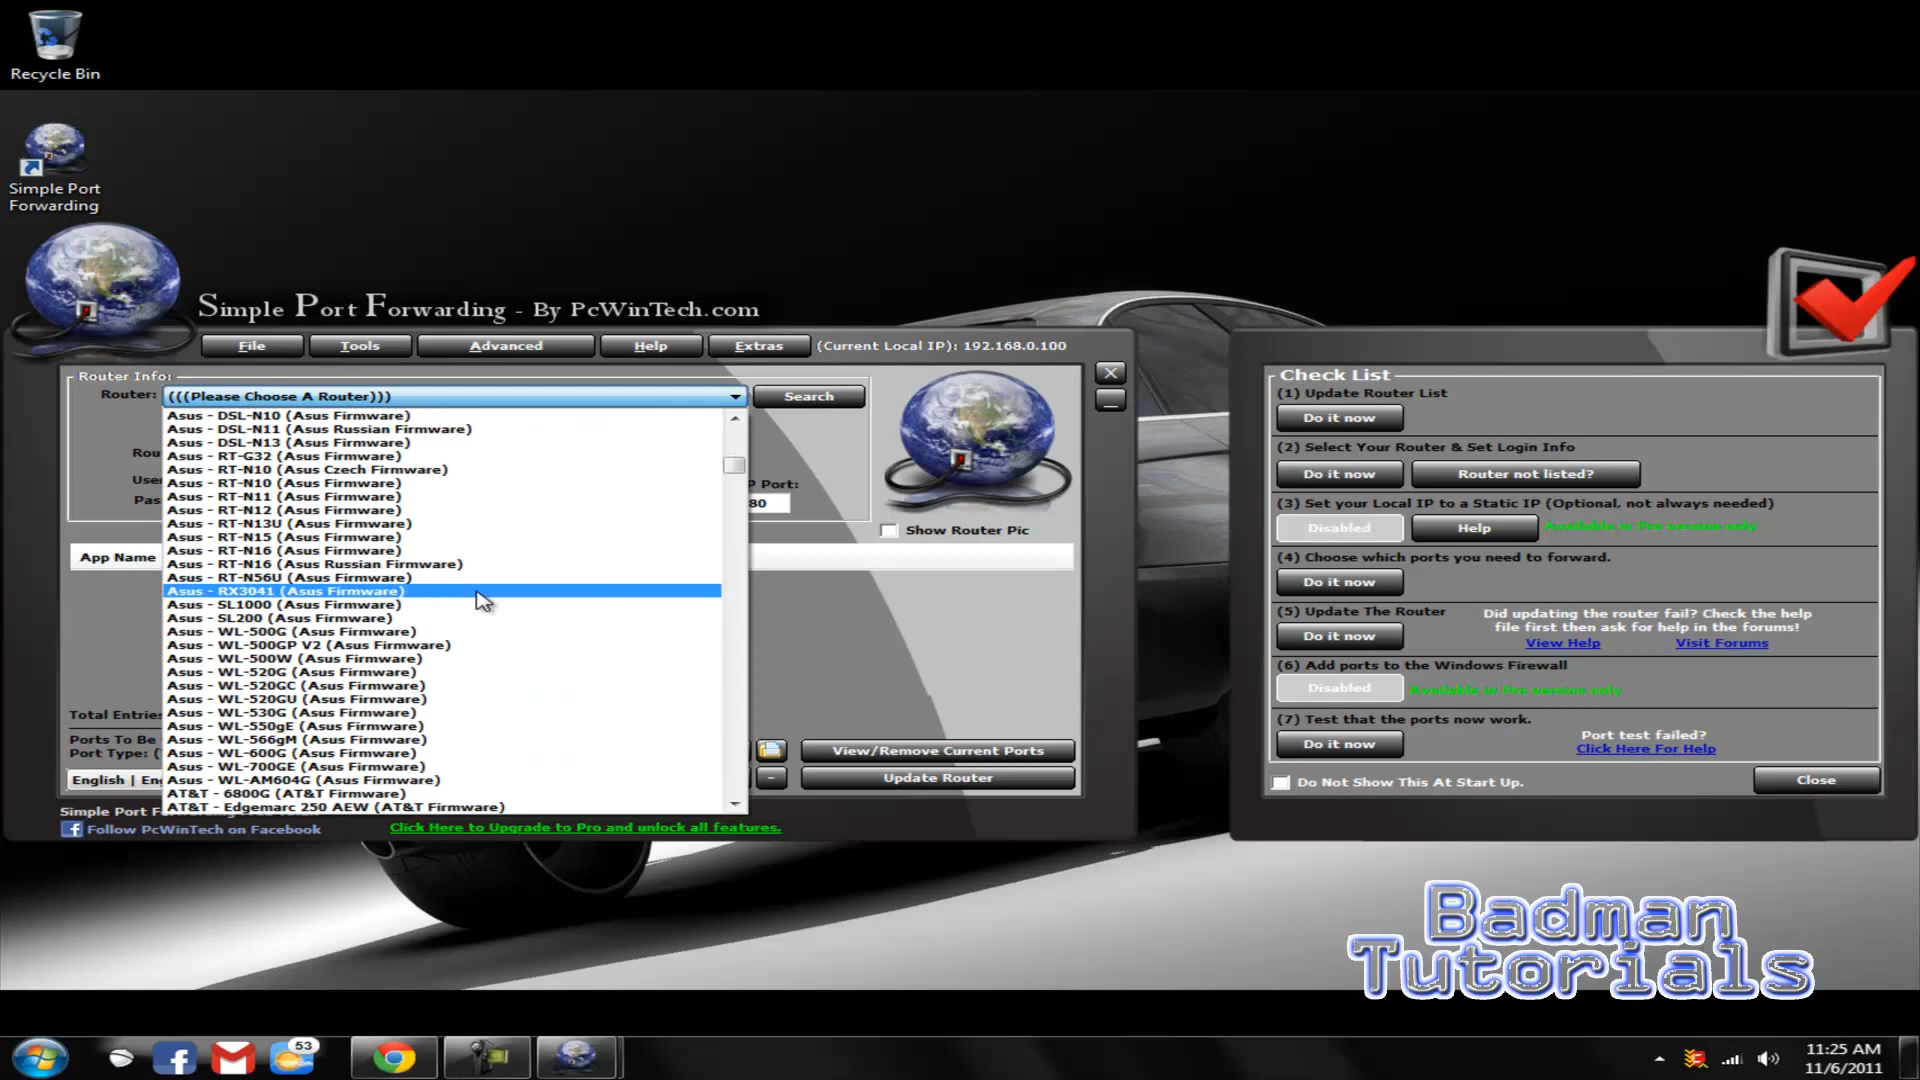 Recycle Bin
Simple Port
Forwarding
Simple Port Forwarding - By PcWinTech.com
File
Tools
Advanced
Help
Extras
(Current Local IP): 192.168.0.100
Router Info:
Router:
(((Please Choose A Router)))
Search
Asus - DSL-N10 (Asus Firmware)
Asus - DSL-N11 (Asus Russian Firmware)
Asus - DSL-N13 (Asus Firmware)
Asus - RT-G32 (Asus Firmware)
Asus - RT-N10 (Asus Czech Firmware)
Asus - RT-N10 (Asus Firmware)
Asus - RT-N11 (Asus Firmware)
Asus - RT-N12 (Asus Firmware)
Asus - RT-N13U (Asus Firmware)
Asus - RT-N15 (Asus Firmware)
Asus - RT-N16 (Asus Firmware)
Asus - RT-N16 (Asus Russian Firmware)
Asus - RT-N56U (Asus Firmware)
Asus - RX3041 (Asus Firmware)
Asus - SL1000 (Asus Firmware)
Asus - SL200 (Asus Firmware)
Asus - WL-500G (Asus Firmware)
Asus - WL-500GP V2 (Asus Firmware)
Asus - WL-500W (Asus Firmware)
Asus - WL-520G (Asus Firmware)
Asus - WL-520GC (Asus Firmware)
Asus - WL-520GU (Asus Firmware)
Asus - WL-530G (Asus Firmware)
Asus - WL-550gE (Asus Firmware)
Asus - WL-566gM (Asus Firmware)
Asus - WL-600G (Asus Firmware)
Asus - WL-700GE (Asus Firmware)
Asus - WL-AM604G (Asus Firmware)
AT&T - 6800G (AT&T Firmware)
AT&T - Edgemarc 250 AEW (AT&T Firmware)
Rou
Use
Pas
P Port:
80
Show Router Pic
App Name
Total Entries
Ports To Be
Port Type: (
English | En
View/Remove Current Ports
Update Router
Simple Port F
Follow PcWinTech on Facebook
Click Here to Upgrade to Pro and unlock all features.
Check List
(1) Update Router List
Do it now
(2) Select Your Router & Set Login Info
Do it now
Router not listed?
(3) Set your Local IP to a Static IP (Optional, not always needed)
Disabled
Help
Available in Pro version only
(4) Choose which ports you need to forward.
Do it now
(5) Update The Router
Do it now
Did updating the router fail? Check the help
file first then ask for help in the forums!
View Help
Visit Forums
(6) Add ports to the Windows Firewall
Disabled
Available in Pro version only
(7) Test that the ports now work.
Do it now
Port test failed?
Click Here For Help
Do Not Show This At Start Up.
Close
Badman
Tutorials
53
11:25 AM
11/6/2011